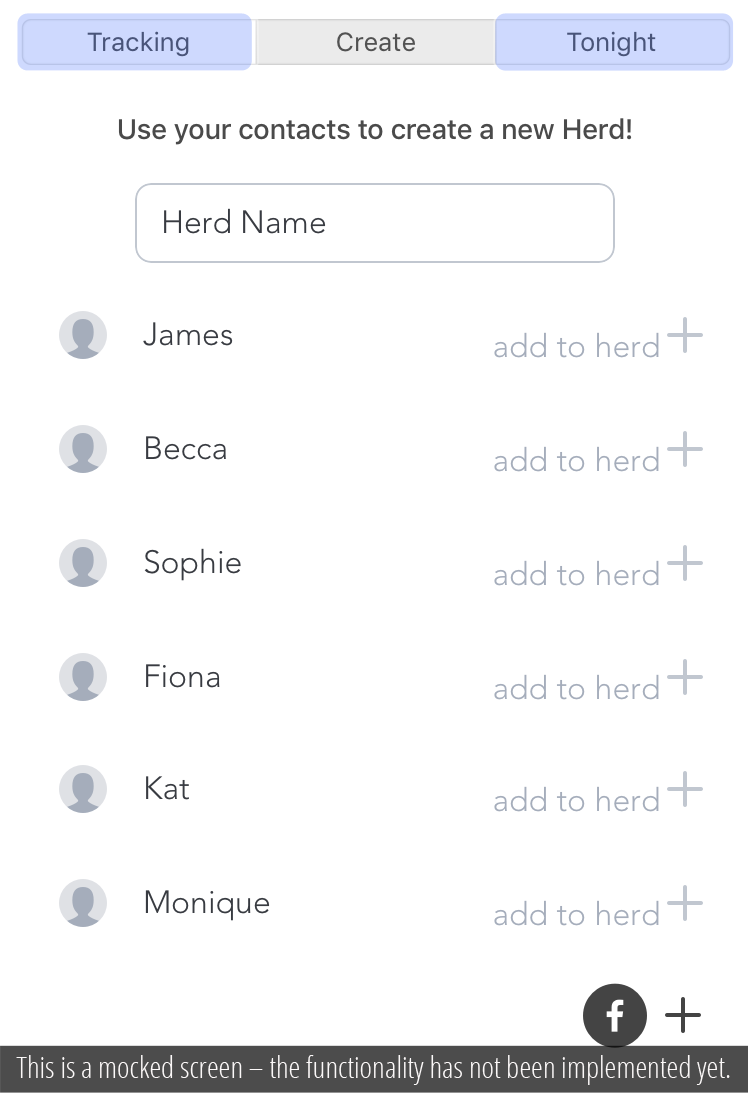 Tracking Create Tonight
Use your contacts to create a new Herd!
Herd Name
James add to herd
Becca add to herd
Sophie add to herd
Fiona add to herd
Kat add to herd
Monique add to herd
f
This is a mocked screen – the functionality has not been implemented yet.